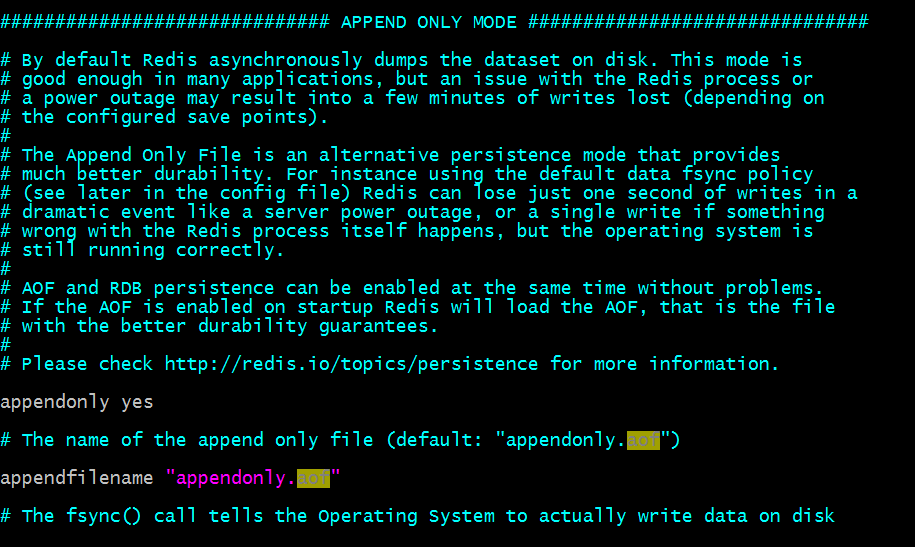 ############################## APPEND ONLY MODE ###############################
# By default Redis asynchronously dumps the dataset on disk. This mode is
# good enough in many applications, but an issue with the Redis process or
# a power outage may result into a few minutes of writes lost (depending on
# the configured save points).
#
# The Append Only File is an alternative persistence mode that provides
# much better durability. For instance using the default data fsync policy
# (see later in the config file) Redis can lose just one second of writes in a
# dramatic event like a server power outage, or a single write if something
# wrong with the Redis process itself happens, but the operating system is
# still running correctly.
#
# AOF and RDB persistence can be enabled at the same time without problems.
# If the AOF is enabled on startup Redis will load the AOF, that is the file
# with the better durability guarantees.
#
# Please check http://redis.io/topics/persistence for more information.
appendonly yes
# The name of the append only file (default: "appendonly.aof")
appendfilename "appendonly.aof"
# The fsync() call tells the Operating System to actually write data on disk